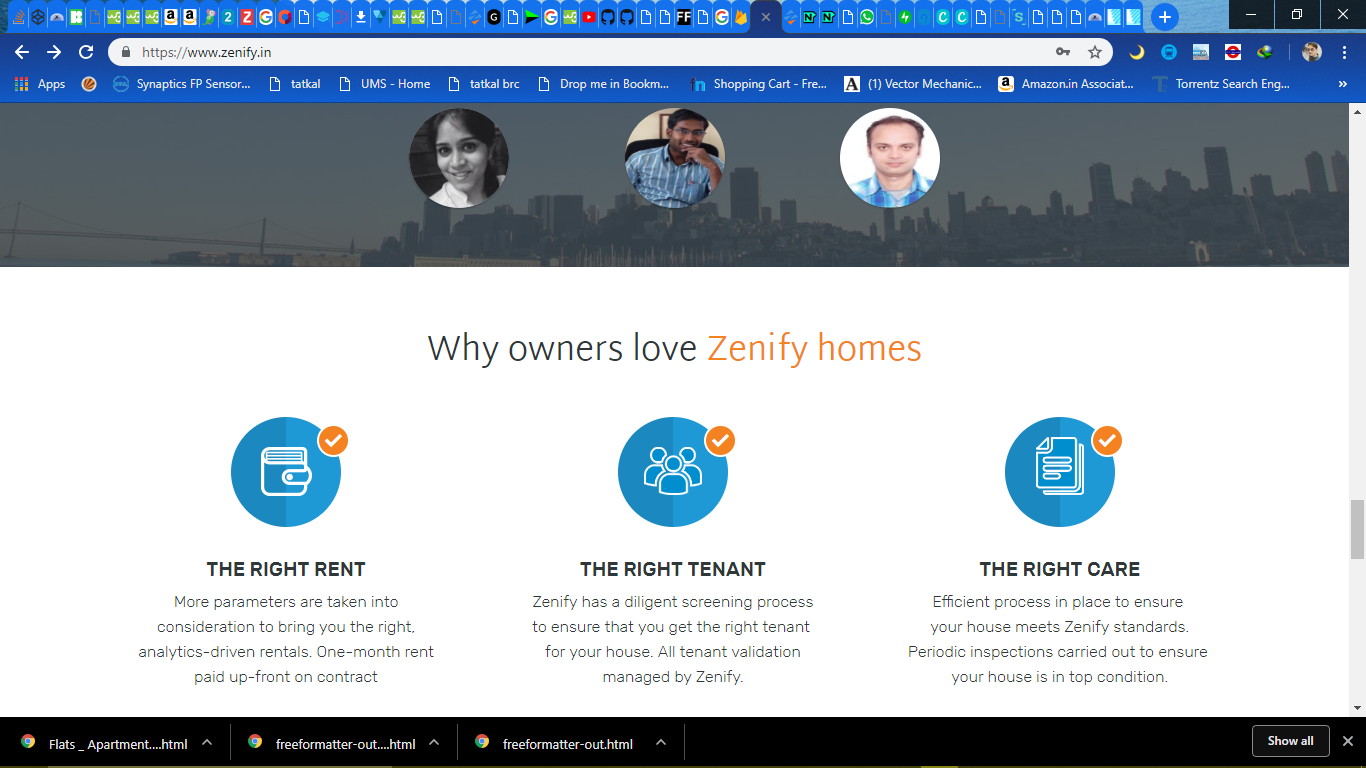 https://www.zenify.in
Apps
Synaptics FP Sensor...
tatkal
UMS - Home
tatkal brc
Drop me in Bookm...
Shopping Cart - Fre...
(1) Vector Mechanic...
Amazon.in Associat...
Torrentz Search Eng...
»
Why owners love Zenify homes
THE RIGHT RENT
More parameters are taken into
consideration to bring you the right,
analytics-driven rentals. One-month rent
paid up-front on contract
THE RIGHT TENANT
Zenify has a diligent screening process
to ensure that you get the right tenant
for your house. All tenant validation
managed by Zenify.
THE RIGHT CARE
Efficient process in place to ensure
your house meets Zenify standards.
Periodic inspections carried out to ensure
your house is in top condition.
Flats _ Apartment....html
freeformatter-out....html
freeformatter-out.html
Show all